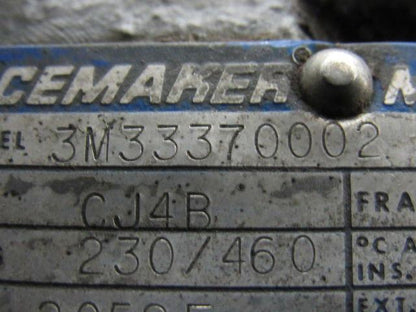 CEMAKER M
EL 3M33370002
CJ4B FRA
230/460 °C A
INS
EXT.